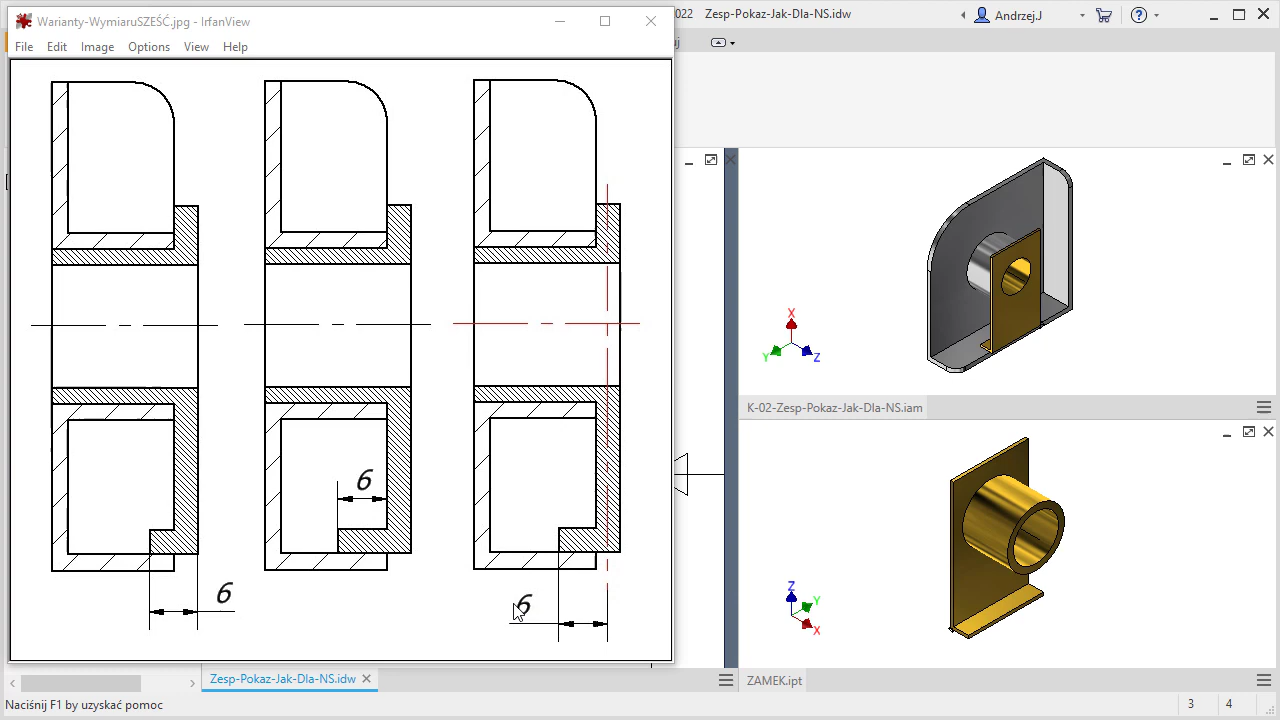 Warianty-WymiaruSZEŚĆ.jpg - IrfanView
022 Zesp-Pokaz-Jak-Dla-NS.idw
Andrzej.J
File Edit Image Options View Help
6
6
6
X
Y
Z
K-02-Zesp-Pokaz-Jak-Dla-NS.iam
Z
Y
X
Zesp-Pokaz-Jak-Dla-NS.idw
ZAMEK.ipt
Naciśnij F1 by uzyskać pomoc
3 4